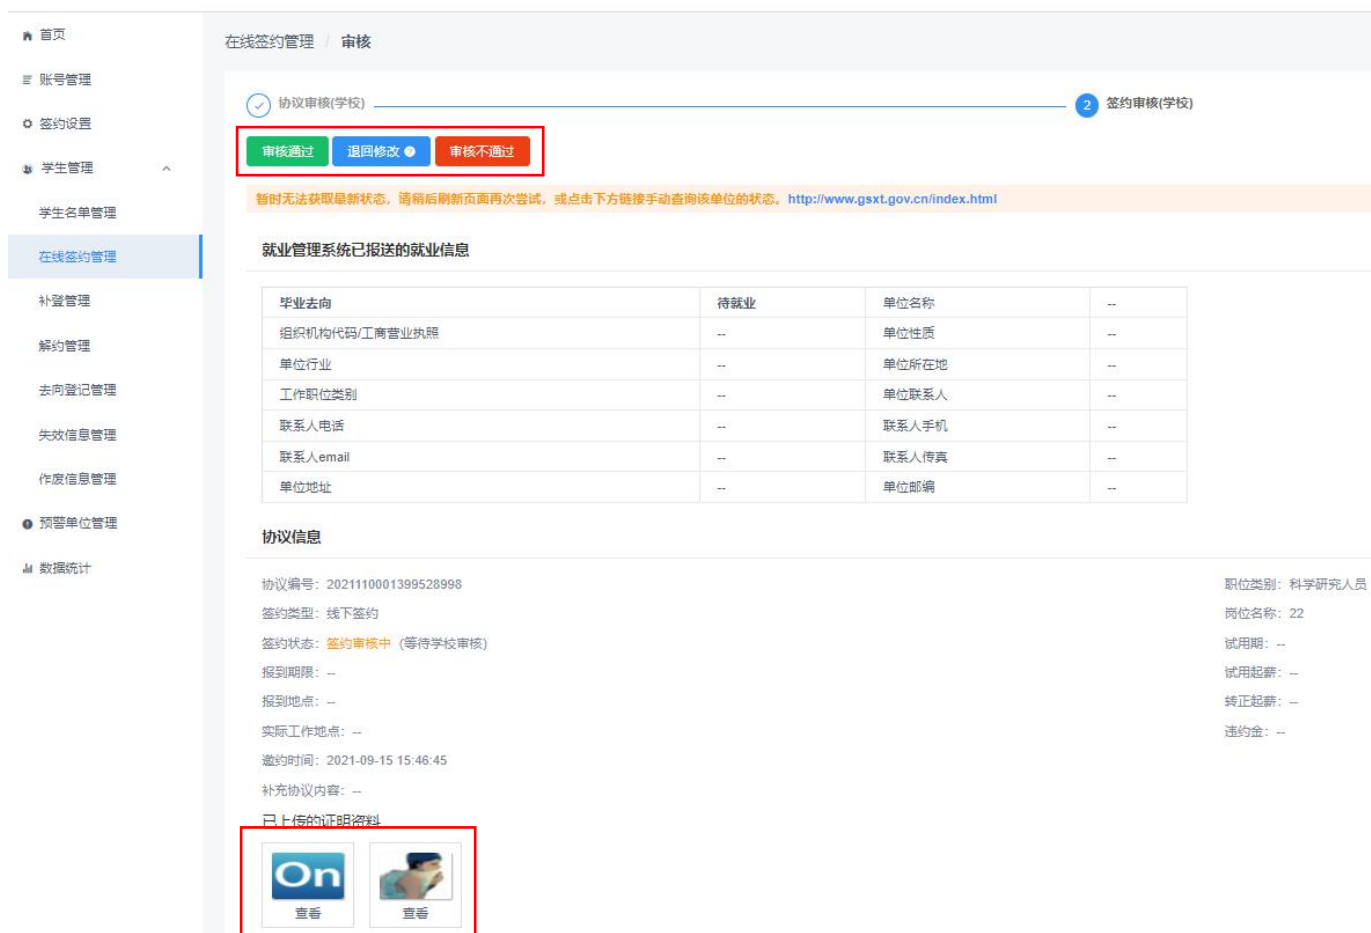 首页
账号管理
签约设置
学生管理
学生名单管理
在线签约管理
补登管理
解约管理
去向登记管理
失效信息管理
作废信息管理
预警单位管理
数据统计
在线签约管理 / 审核
协议审核(学校) 2 签约审核(学校)
审核通过 退回修改 ? 审核不通过
暂时无法获取最新状态，请稍后刷新页面再次尝试，或点击下方链接手动查询该单位的状态。http://www.gsxt.gov.cn/index.html
就业管理系统已报送的就业信息
毕业去向 待就业 单位名称 --
组织机构代码/工商营业执照 -- 单位性质 --
单位行业 -- 单位所在地 --
工作职位类别 -- 单位联系人 --
联系人电话 -- 联系人手机 --
联系人email -- 联系人传真 --
单位地址 -- 单位邮编 --
协议信息
协议编号：2021110001399528998 职位类别：科学研究人员
签约类型：线下签约 岗位名称：22
签约状态：签约审核中 (等待学校审核) 试用期：--
报到期限：-- 试用起薪：--
报到地点：-- 转正起薪：--
实际工作地点：-- 违约金：--
邀约时间：2021-09-15 15:46:45
补充协议内容：--
已上传的证明资料
On
查看 查看